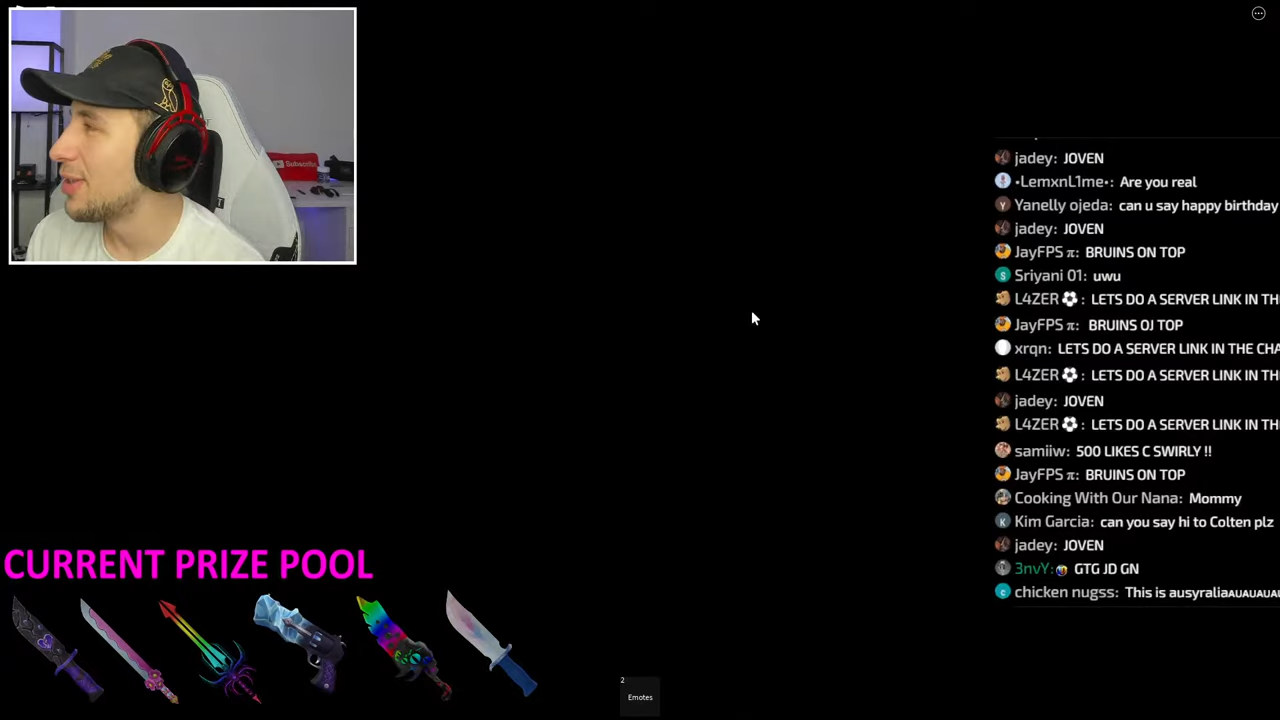 Subscribe
jadey: JOVEN
•LemxnL1me•: Are you real
Yanelly ojeda: can u say happy birthday
jadey: JOVEN
JayFPS π: BRUINS ON TOP
S Sriyani 01: uwu
L4ZER ⚽ : LETS DO A SERVER LINK IN THE
JayFPS π: BRUINS OJ TOP
xrqn: LETS DO A SERVER LINK IN THE CHA
L4ZER ⚽ : LETS DO A SERVER LINK IN TH
jadey: JOVEN
L4ZER ⚽ : LETS DO A SERVER LINK IN TH
samiiw: 500 LIKES C SWIRLY !!
JayFPS π: BRUINS ON TOP
Cooking With Our Nana: Mommy
K Kim Garcia: can you say hi to Colten plz
jadey: JOVEN
3nvY: GTG JD GN
c chicken nugss: This is ausyraliaAUAUAUAU
CURRENT PRIZE POOL
2
Emotes